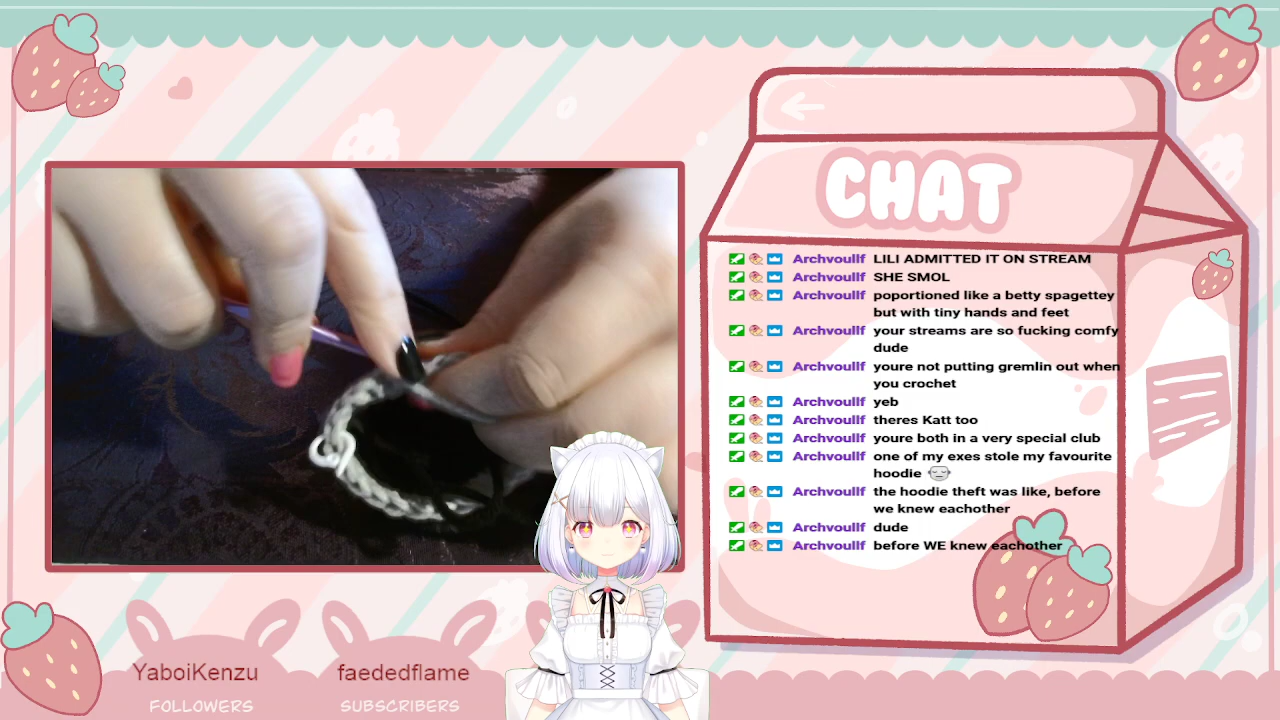 CHAT
Archvoullf LILI ADMITTED IT ON STREAM
Archvoullf SHE SMOL
Archvoullf poportioned like a betty spagettey
but with tiny hands and feet
Archvoullf your streams are so fucking comfy
dude
Archvoullf youre not putting gremlin out when
you crochet
Archvoullf yeb
Archvoullf theres Katt too
Archvoullf youre both in a very special club
Archvoullf one of my exes stole my favourite
hoodie
Archvoullf the hoodie theft was like, before
we knew eachother
Archvoullf dude
Archvoullf before WE knew eachother
YaboiKenzu
FOLLOWERS
faededflame
SUBSCRIBERS